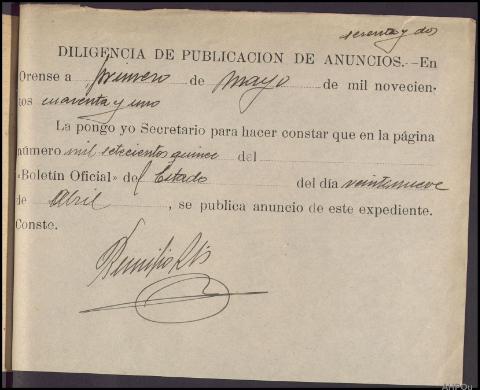 sesenta y dos
DILIGENCIA DE PUBLICACION DE ANUNCIOS.—En
Orense a primero de mayo de mil novecien-
tos cuarenta y uno
La pongo yo Secretario para hacer constar que en la página
número mil setecientos quince del
«Boletín Oficial» del Estado del día veintinueve
de Abril, se publica anuncio de este expediente.
Conste.